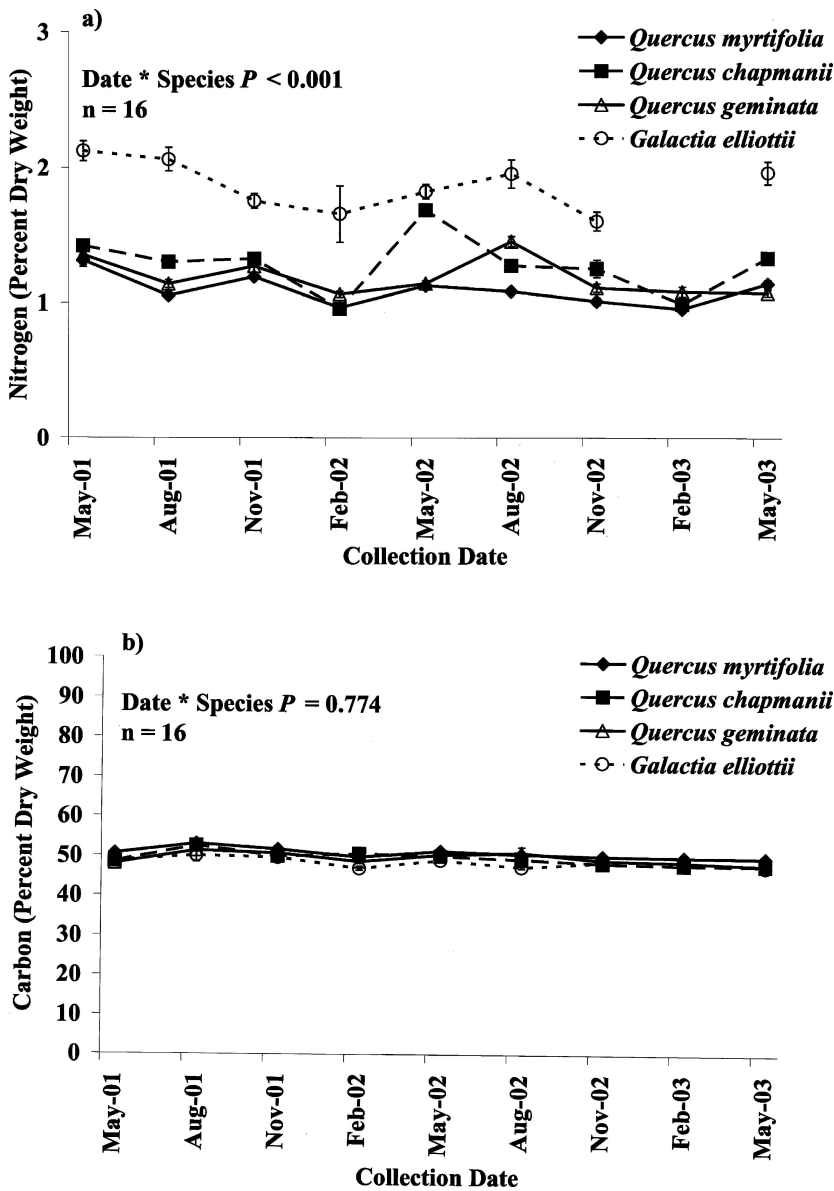 a)
3
2
1
0
Nitrogen (Percent Dry Weight)
Date * Species P < 0.001
n = 16
Quercus myrtifolia
Quercus chapmanii
Quercus geminata
Galactia elliottii
May-01
Aug-01
Nov-01
Feb-02
May-02
Aug-02
Nov-02
Feb-03
May-03
Collection Date
b)
100
90
80
70
60
50
40
30
20
10
0
Carbon (Percent Dry Weight)
Date * Species P = 0.774
n = 16
Quercus myrtifolia
Quercus chapmanii
Quercus geminata
Galactia elliottii
May-01
Aug-01
Nov-01
Feb-02
May-02
Aug-02
Nov-02
Feb-03
May-03
Collection Date